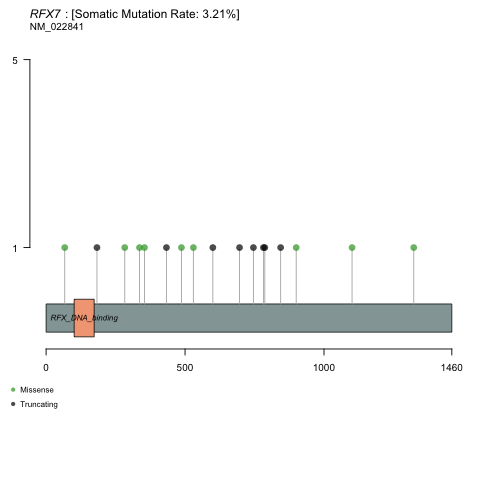 RFX7 : [Somatic Mutation Rate: 3.21%]
NM_022841
5
1
RFX_DNA_binding
0 500 1000 1460
Missense
Truncating